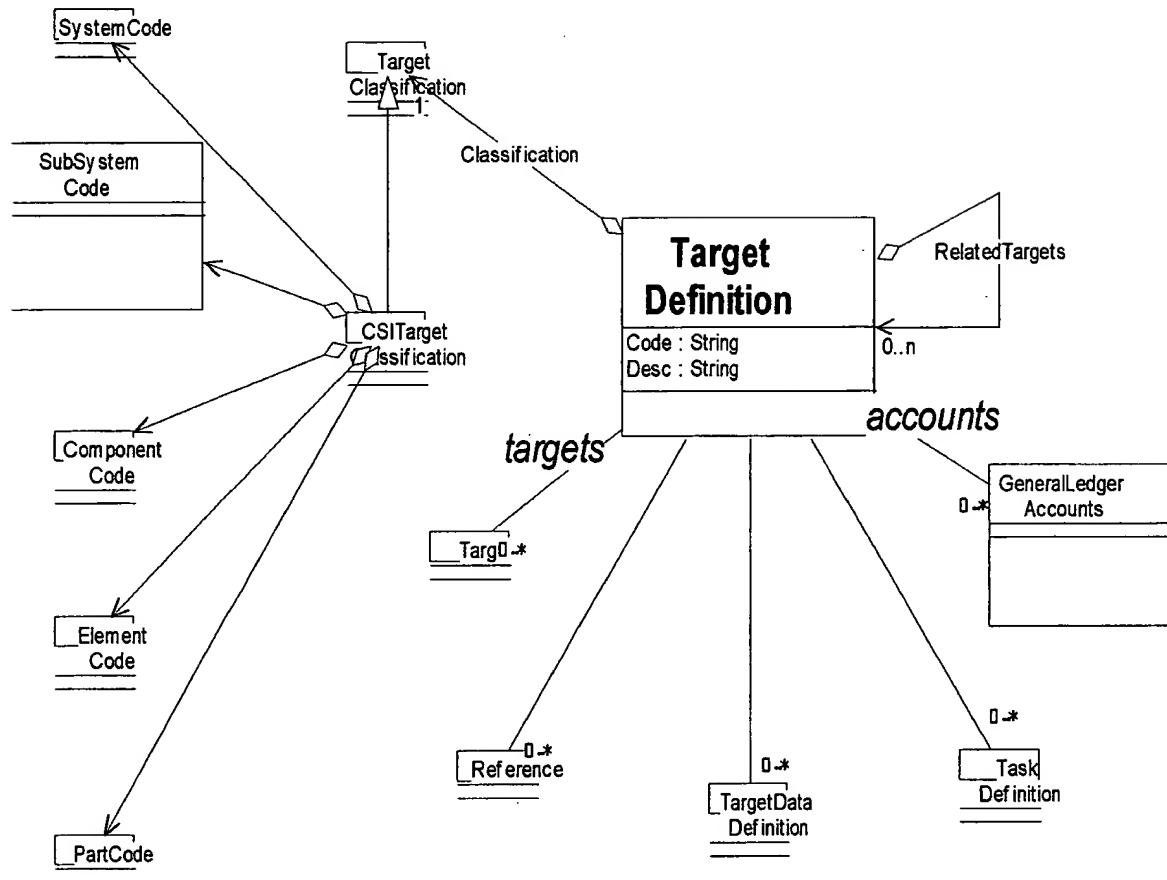 SystemCode
Target
Classification
1
SubSystem
Code
Classification
Target
Definition
RelatedTargets
0..n
Code : String
Desc : String
CSITarget
Component
Code
targets
accounts
GeneralLedger
Accounts
0..*
Targ
0..*
Element
Code
0..*
Reference
0..*
TargetData
Definition
0..*
Task
Definition
PartCode